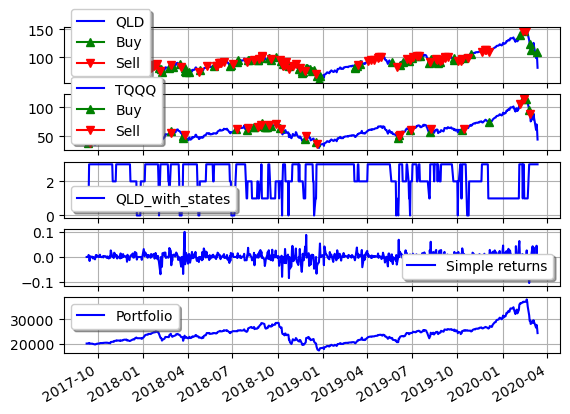 150
100
QLD
Buy
Sell
100
50
TQQQ
Buy
Sell
2
0
QLD_with_states
0.1
0.0
−0.1
Simple returns
30000
20000
Portfolio
2017-10 2018-01 2018-04 2018-07 2018-10 2019-01 2019-04 2019-07 2019-10 2020-01 2020-04